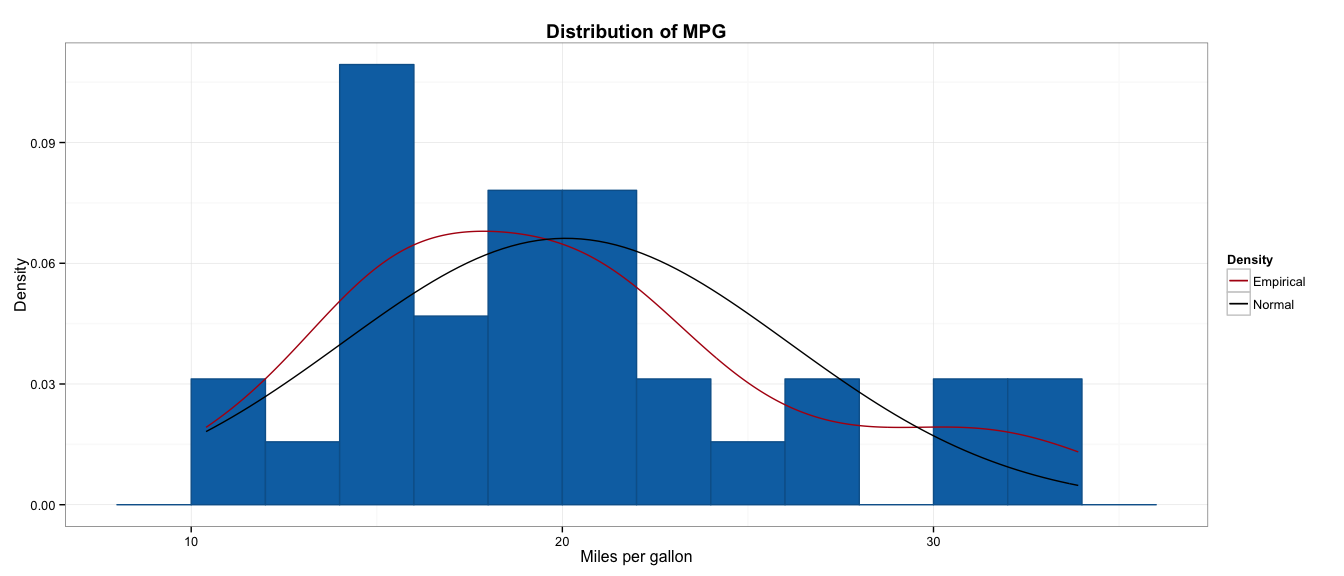 Distribution of MPG
Density
0.09
0.06
0.03
0.00
10 20 30
Miles per gallon
Density
Empirical
Normal